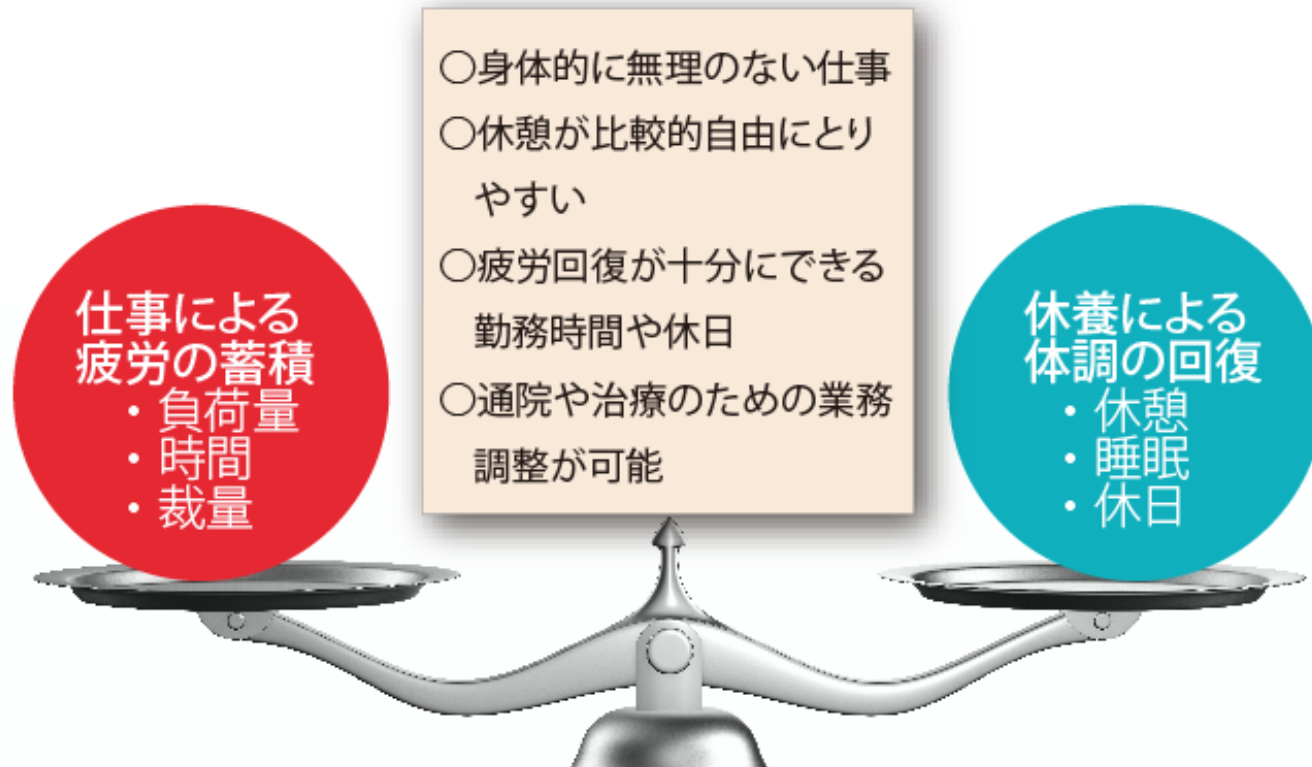 ○身体的に無理のない仕事
○休憩が比較的自由にとり
やすい
○疲労回復が十分にできる
勤務時間や休日
○通院や治療のための業務
調整が可能
仕事による
疲労の蓄積
・負荷量
・時間
・裁量
休養による
体調の回復
・休憩
・睡眠
・休日